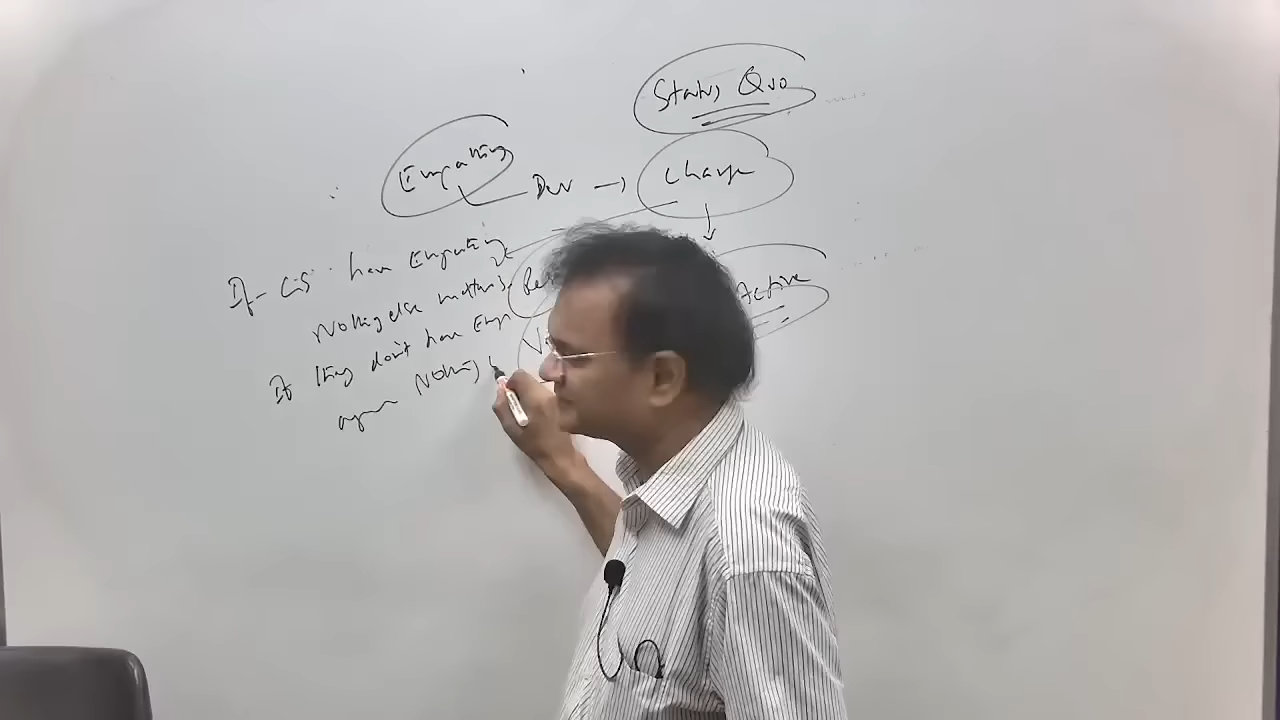 Status Quo
Empathy
Dev → Change
Active
If CS have Empathy
Nothing else matters
If they don't have Emp
again Nothing